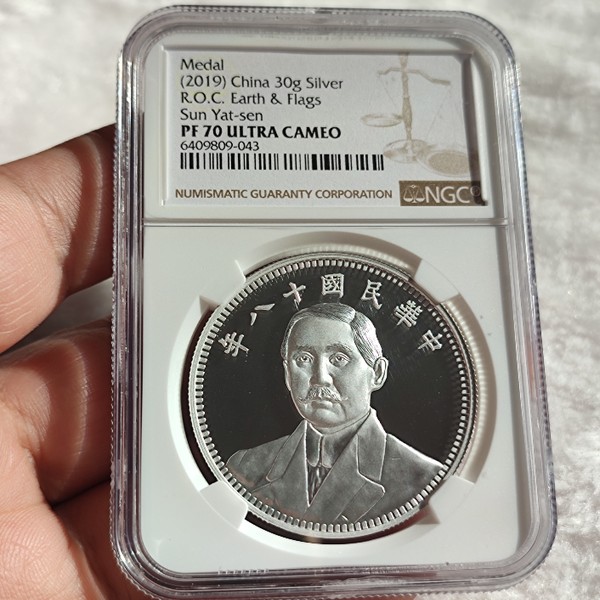 Medal
(2019) China 30g Silver
R.O.C. Earth & Flags
Sun Yat-sen
PF 70 ULTRA CAMEO
6409809-043
NUMISMATIC GUARANTY CORPORATION
NGC
年八十國民華中